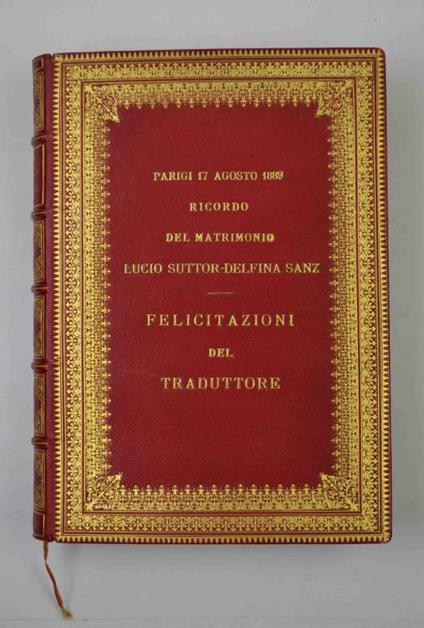 PARIGI 17 AGOSTO 1889
RICORDO
DEL MATRIMONIO
LUCIO SUTTOR-DELFINA SANZ
FELICITAZIONI
DEL
TRADUTTORE